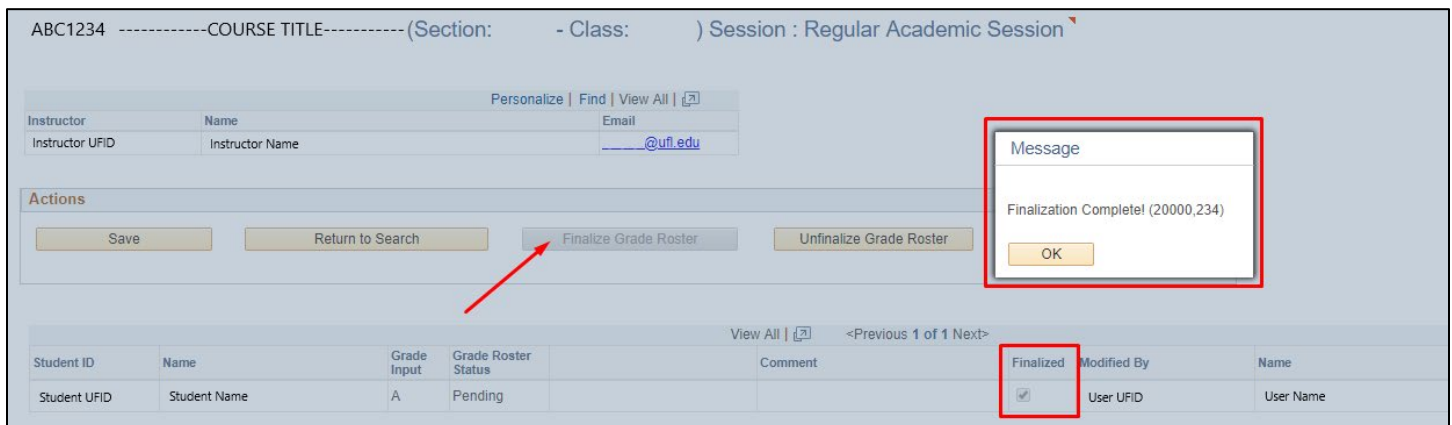 ABC1234 ------------COURSE TITLE-----------(Section: - Class: ) Session : Regular Academic Session
Personalize | Find | View All |
Instructor Name Email
Instructor UFID Instructor Name _____@ufl.edu
Message
Finalization Complete! (20000,234)
OK
Actions
Save Return to Search Finalize Grade Roster Unfinalize Grade Roster
View All | <Previous 1 of 1 Next>
Student ID Name Grade Input Grade Roster Status Comment Finalized Modified By Name
Student UFID Student Name A Pending User UFID User Name